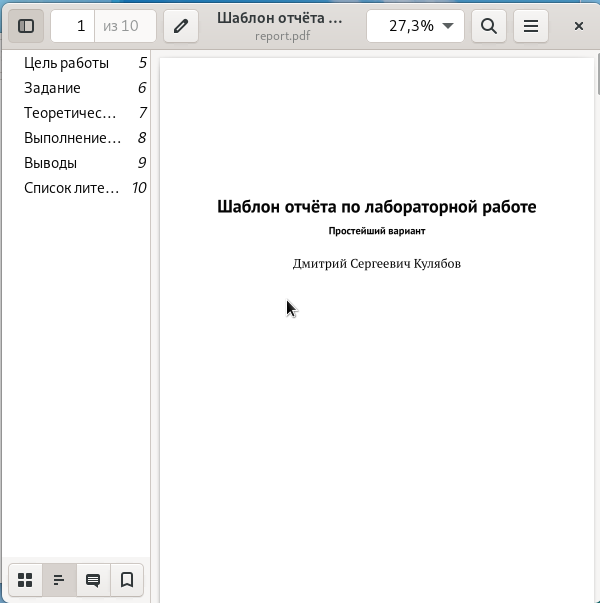 1 из 10
Шаблон отчёта ...
report.pdf
27,3%
Цель работы 5
Задание 6
Теоретичес... 7
Выполнение... 8
Выводы 9
Список лите... 10
Шаблон отчёта по лабораторной работе
Простейший вариант
Дмитрий Сергеевич Кулябов